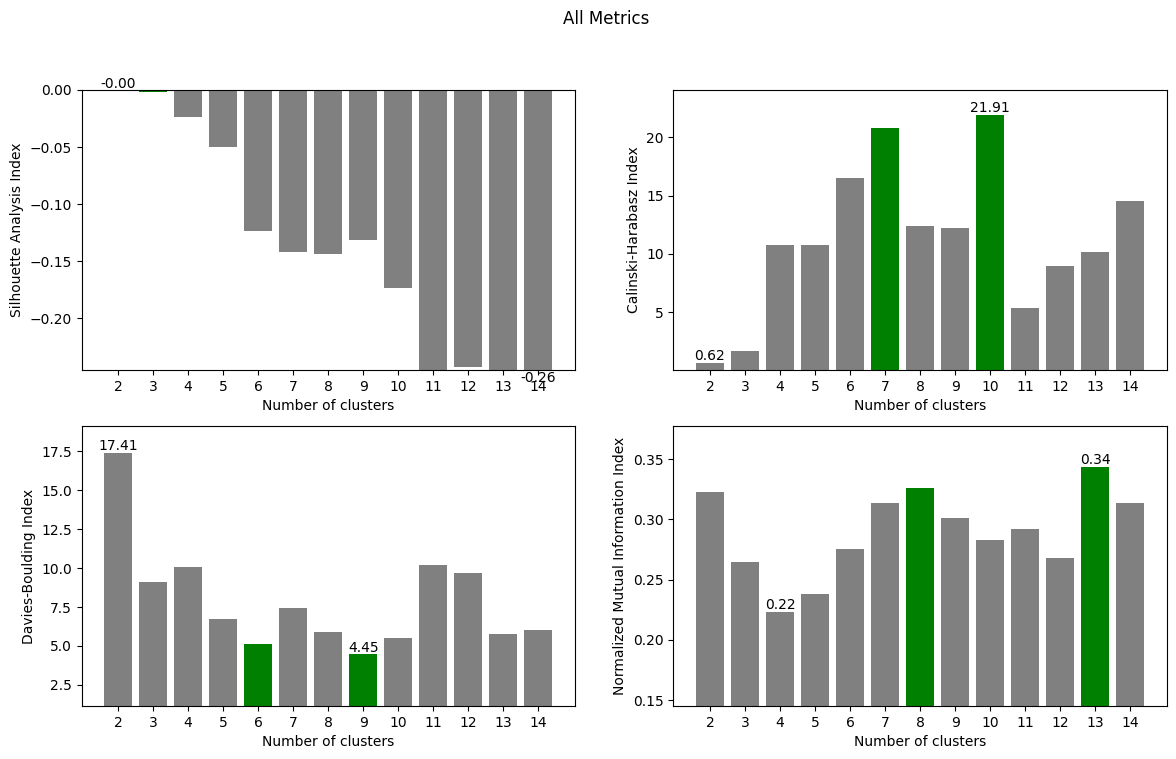 All Metrics
Silhouette Analysis Index
0.00
−0.05
−0.10
−0.15
−0.20
-0.00
-0.26
2 3 4 5 6 7 8 9 10 11 12 13 14
Number of clusters
Calinski-Harabasz Index
20
15
10
5
0.62
21.91
2 3 4 5 6 7 8 9 10 11 12 13 14
Number of clusters
Davies-Boulding Index
17.5
15.0
12.5
10.0
7.5
5.0
2.5
17.41
4.45
2 3 4 5 6 7 8 9 10 11 12 13 14
Number of clusters
Normalized Mutual Information Index
0.35
0.30
0.25
0.20
0.15
0.22
0.34
2 3 4 5 6 7 8 9 10 11 12 13 14
Number of clusters